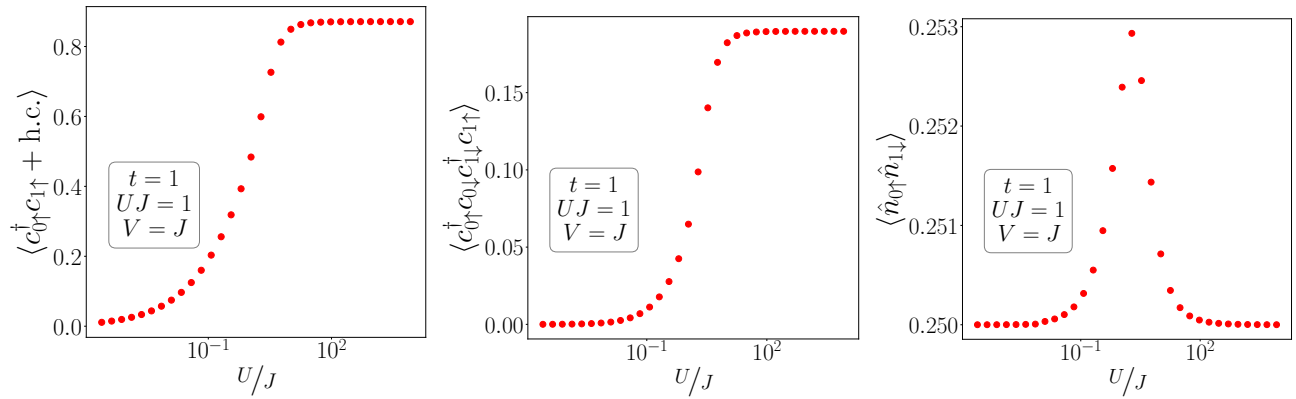 ⟨c†0↑c1↑ + h.c.⟩
0.8
0.6
0.4
0.2
0.0
t = 1
UJ = 1
V = J
10⁻¹
10²
U/J
⟨c†0↑c0↓c†1↓c1↑⟩
0.15
0.10
0.05
0.00
t = 1
UJ = 1
V = J
10⁻¹
10²
U/J
⟨n̂0↑n̂1↓⟩
0.253
0.252
0.251
0.250
t = 1
UJ = 1
V = J
10⁻¹
10²
U/J